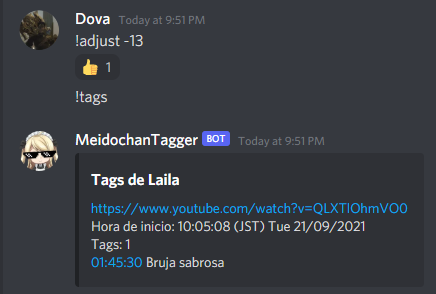 Dova Today at 9:51 PM
!adjust -13
👍 1
!tags
MeidochanTagger BOT Today at 9:51 PM
Tags de Laila
https://www.youtube.com/watch?v=QLXTIOhmVO0
Hora de inicio: 10:05:08 (JST) Tue 21/09/2021
Tags: 1
01:45:30 Bruja sabrosa